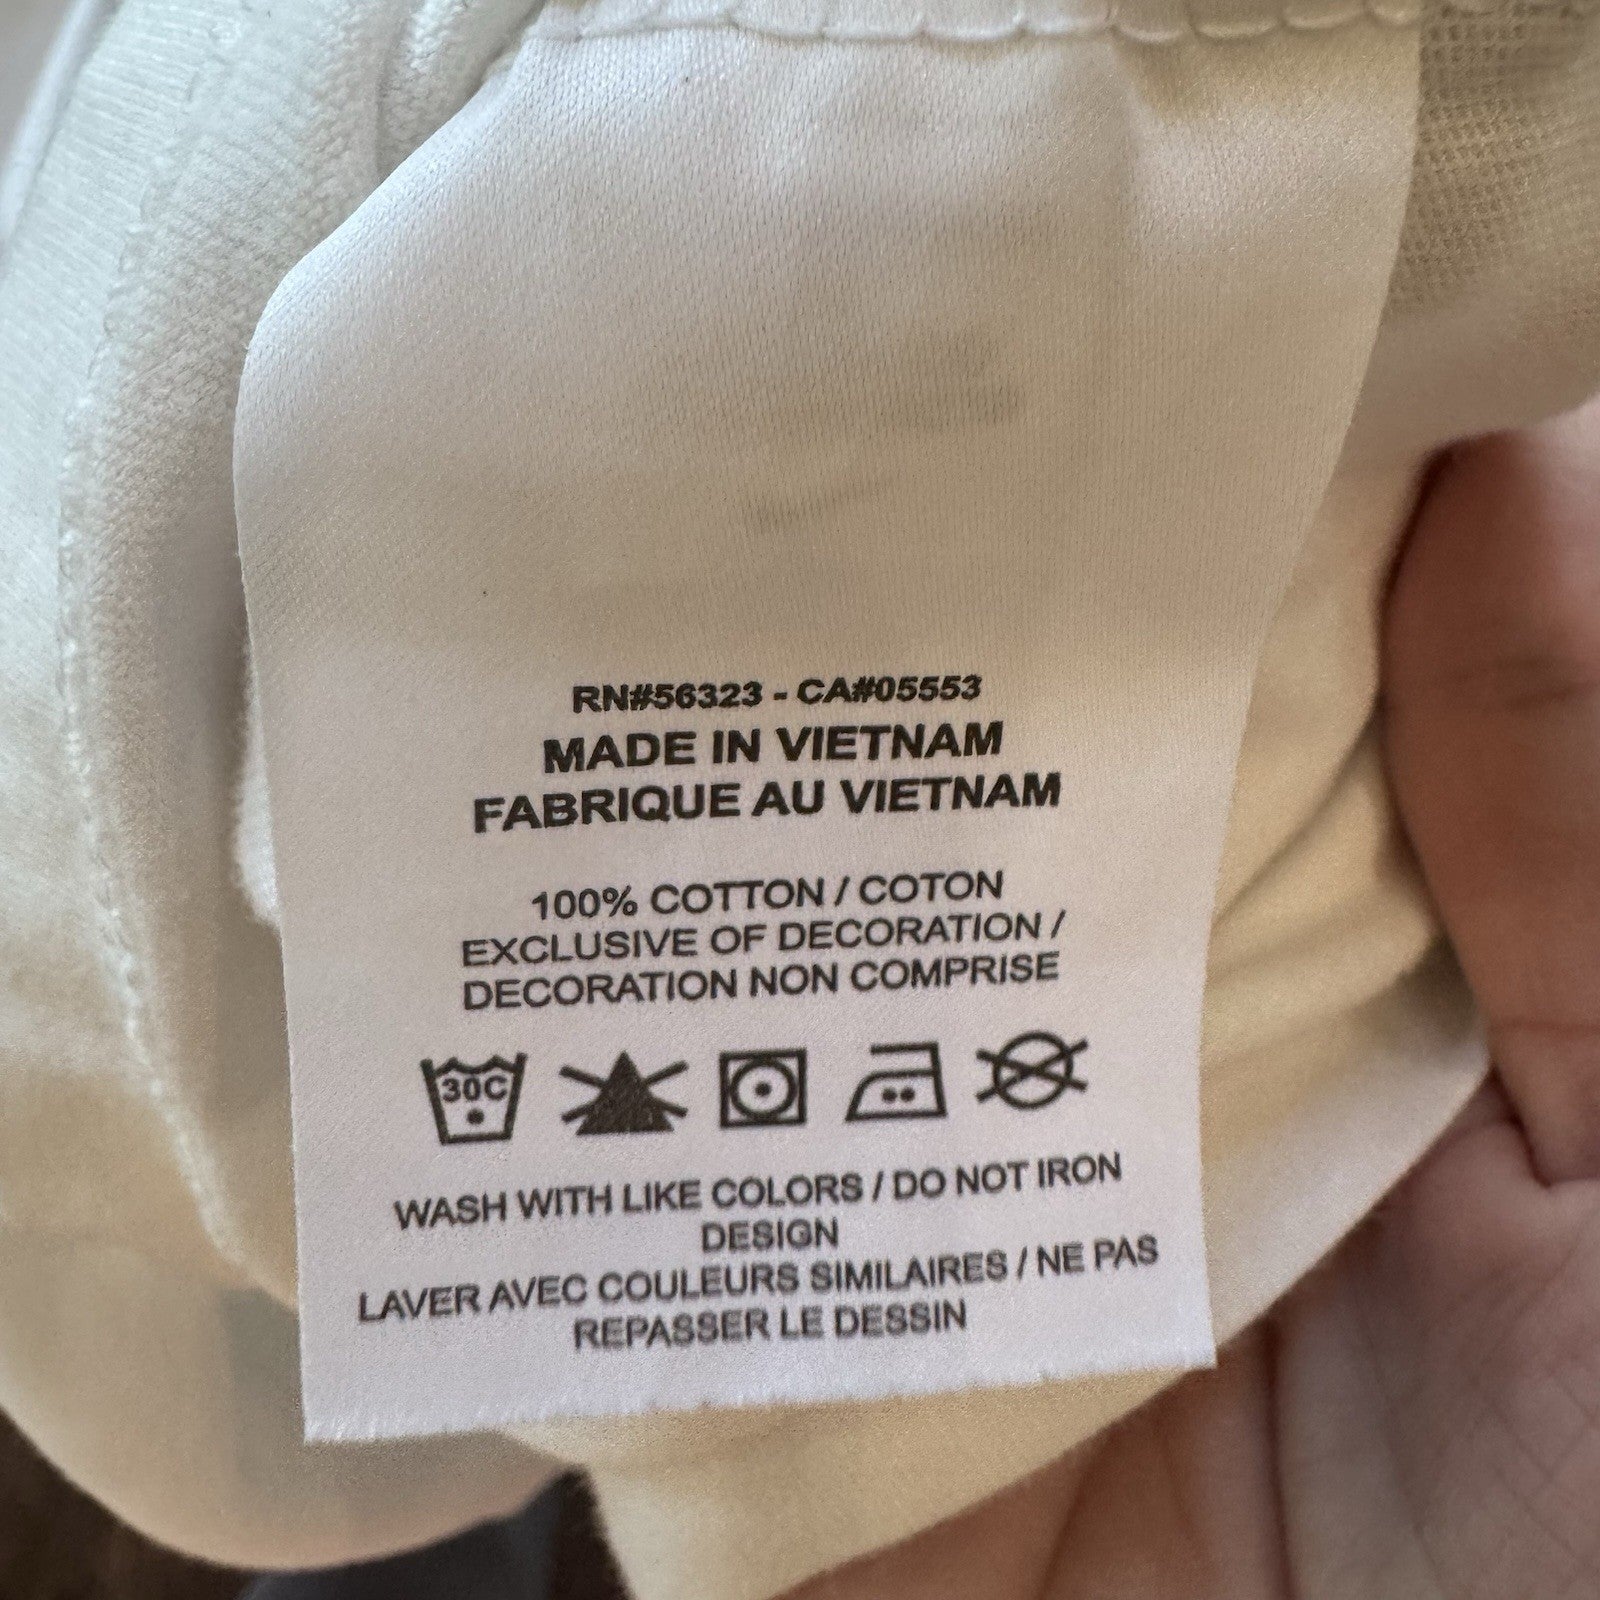 RN#56323 - CA#05553
MADE IN VIETNAM
FABRIQUE AU VIETNAM
100% COTTON / COTON
EXCLUSIVE OF DECORATION /
DECORATION NON COMPRISE
30C
WASH WITH LIKE COLORS / DO NOT IRON
DESIGN
LAVER AVEC COULEURS SIMILAIRES / NE PAS
REPASSER LE DESSIN